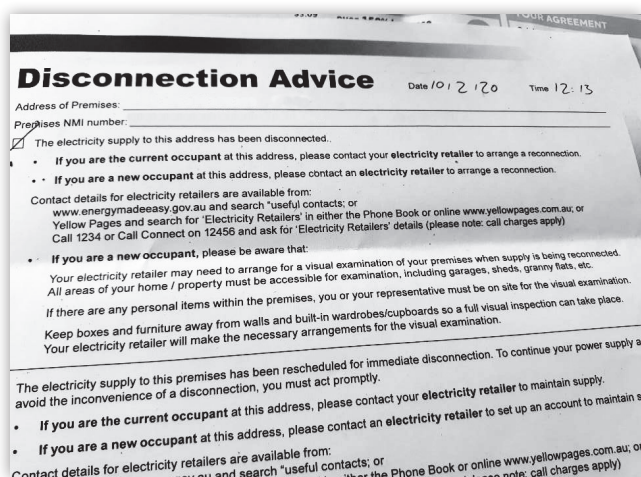 YOUR AGREEMENT
Disconnection Advice
Date 10 / 2 / 20 Time 12:13
Address of Premises:
Premises NMI number:
The electricity supply to this address has been disconnected.
• If you are the current occupant at this address, please contact your electricity retailer to arrange a reconnection.
• If you are a new occupant at this address, please contact an electricity retailer to arrange a reconnection.
Contact details for electricity retailers are available from:
www.energymadeeasy.gov.au and search "useful contacts; or
Yellow Pages and search for 'Electricity Retailers' in either the Phone Book or online www.yellowpages.com.au; or
Call 1234 or Call Connect on 12456 and ask for 'Electricity Retailers' details (please note: call charges apply)
• If you are a new occupant, please be aware that:
Your electricity retailer may need to arrange for a visual examination of your premises when supply is being reconnected.
All areas of your home / property must be accessible for examination, including garages, sheds, granny flats, etc.
If there are any personal items within the premises, you or your representative must be on site for the visual examination.
Keep boxes and furniture away from walls and built-in wardrobes/cupboards so a full visual inspection can take place.
Your electricity retailer will make the necessary arrangements for the visual examination.
The electricity supply to this premises has been rescheduled for immediate disconnection. To continue your power supply a
avoid the inconvenience of a disconnection, you must act promptly.
• If you are the current occupant at this address, please contact your electricity retailer to maintain supply.
• If you are a new occupant at this address, please contact an electricity retailer to set up an account to maintain s
Contact details for electricity retailers are available from:
and search "useful contacts; or
the Phone Book or online www.yellowpages.com.au; or
note: call charges apply)